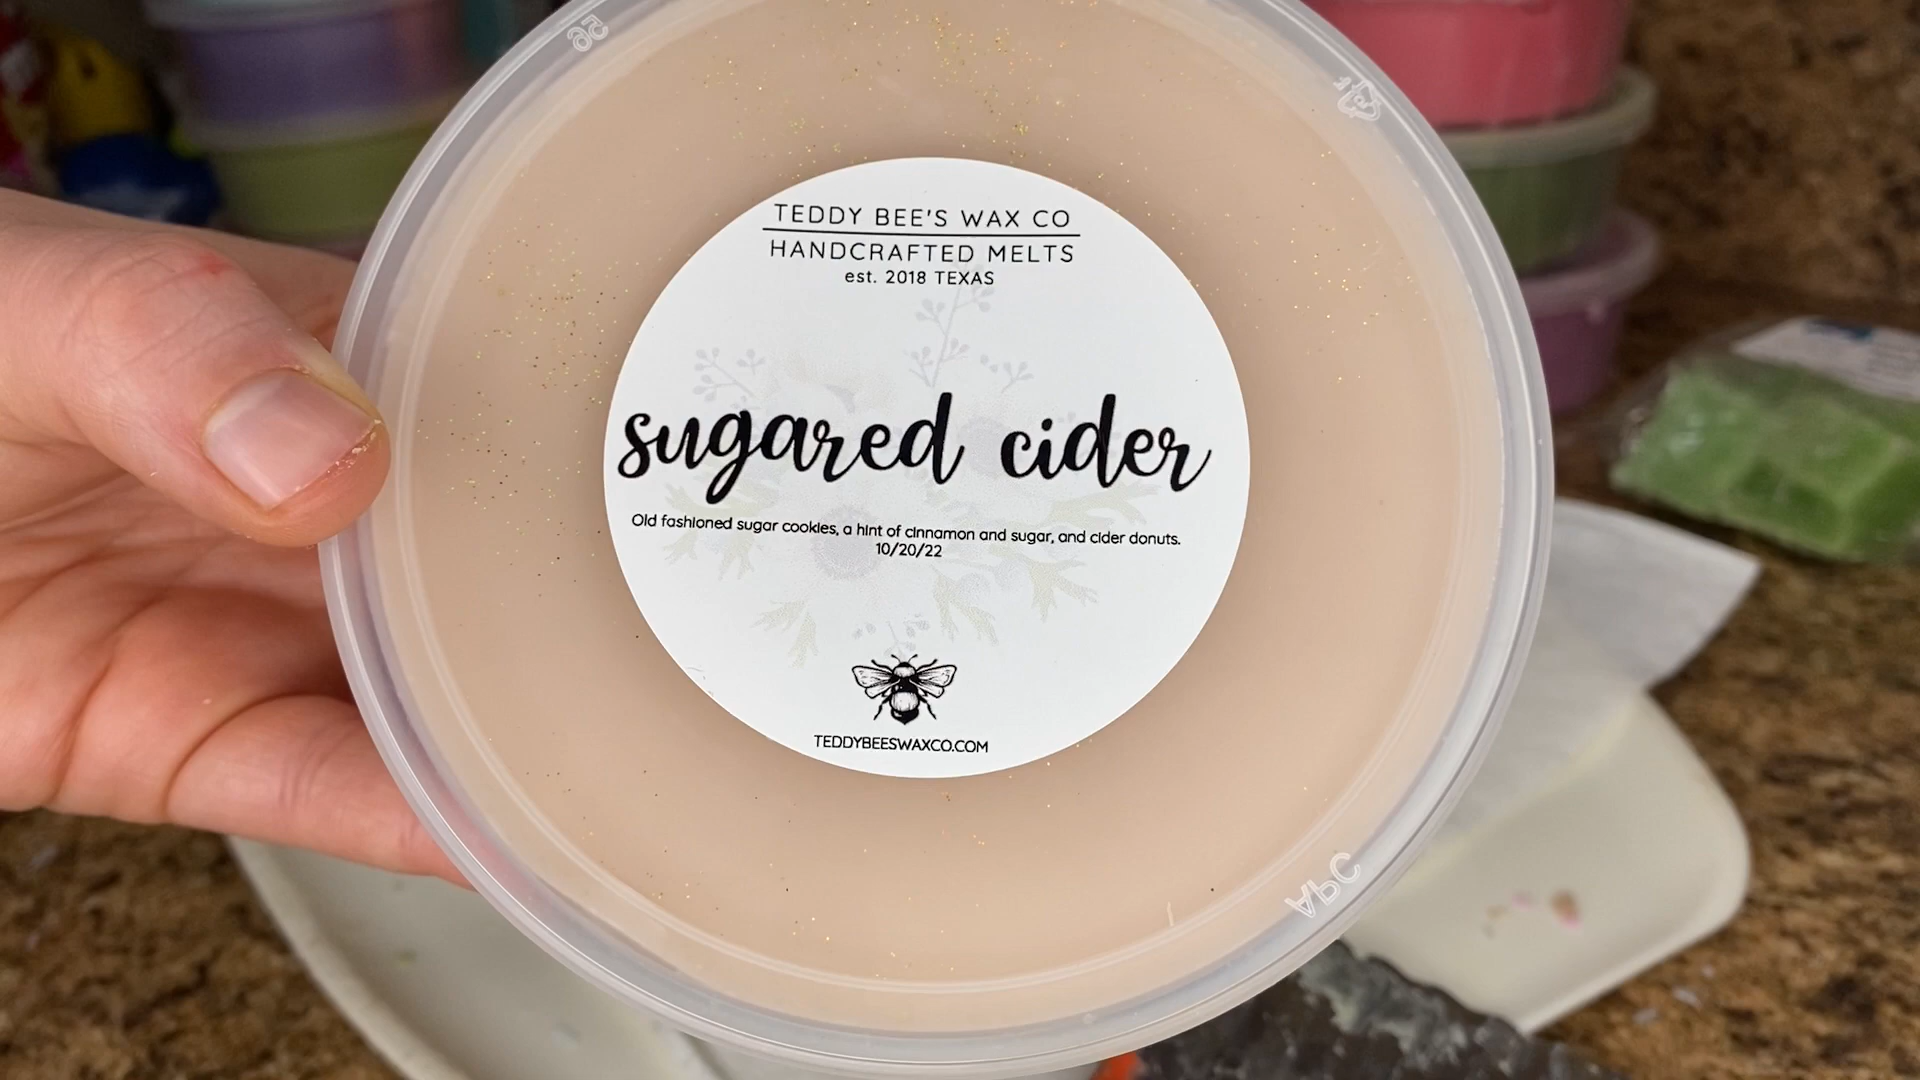 TEDDY BEE'S WAX CO
HANDCRAFTED MELTS
est. 2018 TEXAS
sugared cider
Old fashioned sugar cookies, a hint of cinnamon and sugar, and cider donuts.
10/20/22
TEDDYBEESWAXCO.COM
APC